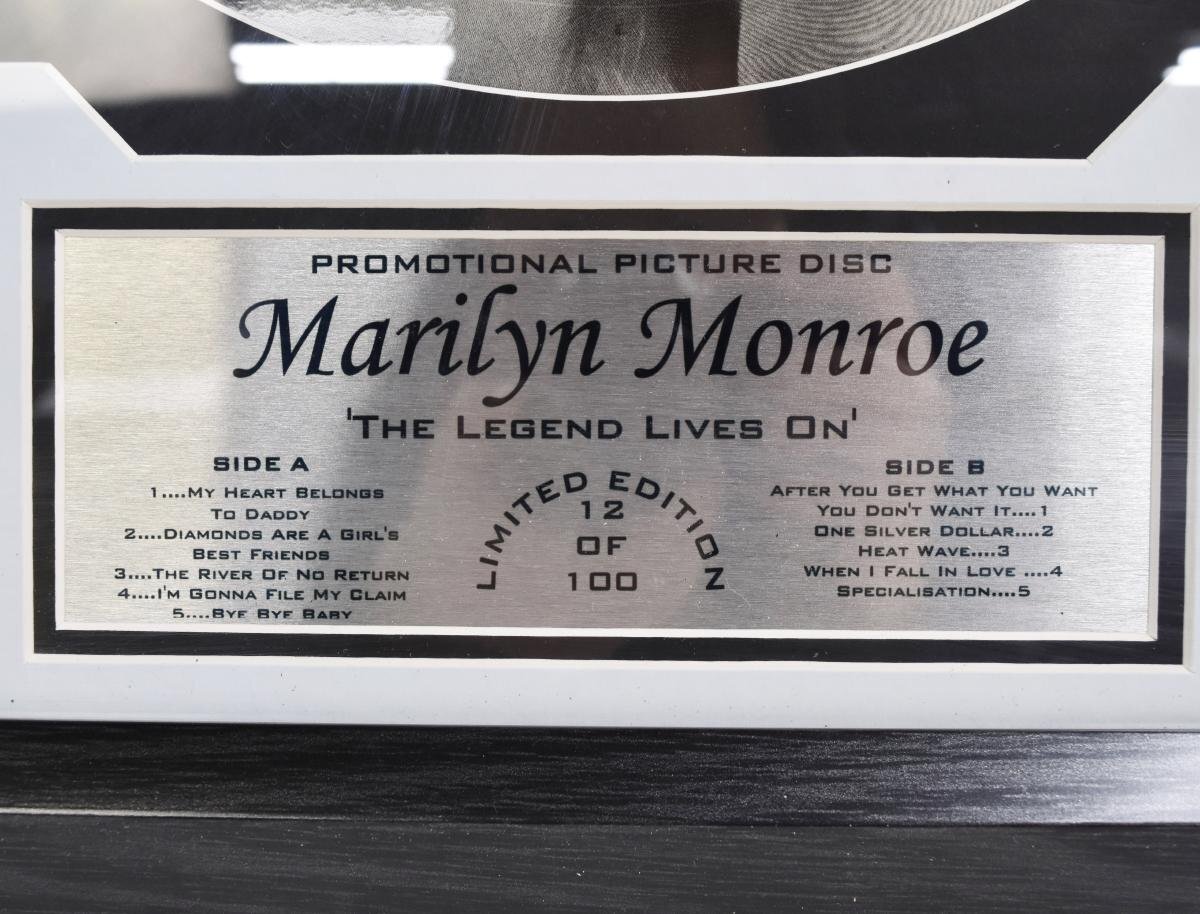 PROMOTIONAL PICTURE DISC
Marilyn Monroe
'THE LEGEND LIVES ON'
SIDE A
1....MY HEART BELONGS
TO DADDY
2....DIAMONDS ARE A GIRL'S
BEST FRIENDS
3....THE RIVER OF NO RETURN
4....I'M GONNA FILE MY CLAIM
5....BYE BYE BABY
LIMITED EDITION
12
OF
100
SIDE B
AFTER YOU GET WHAT YOU WANT
YOU DON'T WANT IT....1
ONE SILVER DOLLAR....2
HEAT WAVE....3
WHEN I FALL IN LOVE ....4
SPECIALISATION....5